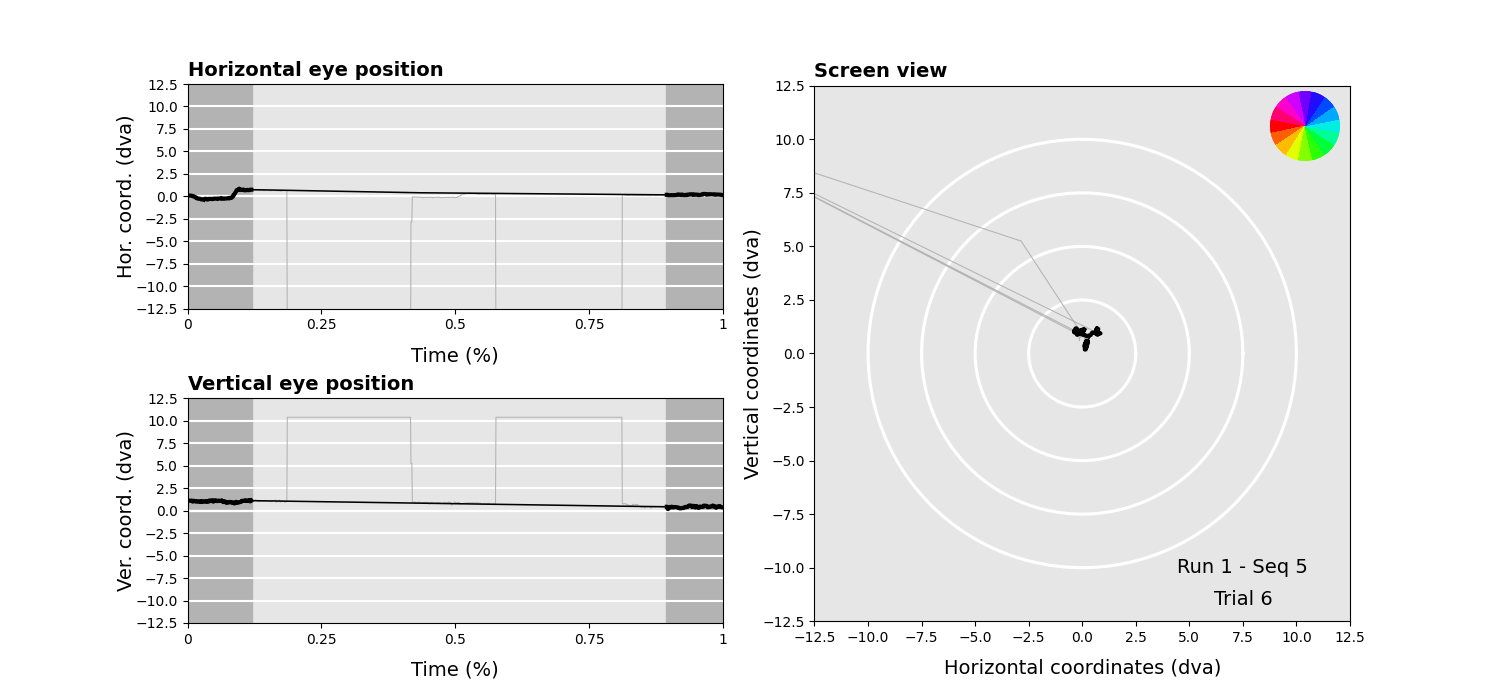 Horizontal eye position
Hor. coord. (dva)
12.5
10.0
7.5
5.0
2.5
0.0
−2.5
−5.0
−7.5
−10.0
−12.5
0 0.25 0.5 0.75 1
Time (%)
Vertical eye position
Ver. coord. (dva)
12.5
10.0
7.5
5.0
2.5
0.0
−2.5
−5.0
−7.5
−10.0
−12.5
0 0.25 0.5 0.75 1
Time (%)
Screen view
Vertical coordinates (dva)
12.5
10.0
7.5
5.0
2.5
0.0
−2.5
−5.0
−7.5
−10.0
−12.5
Run 1 - Seq 5
Trial 6
−12.5 −10.0 −7.5 −5.0 −2.5 0.0 2.5 5.0 7.5 10.0 12.5
Horizontal coordinates (dva)